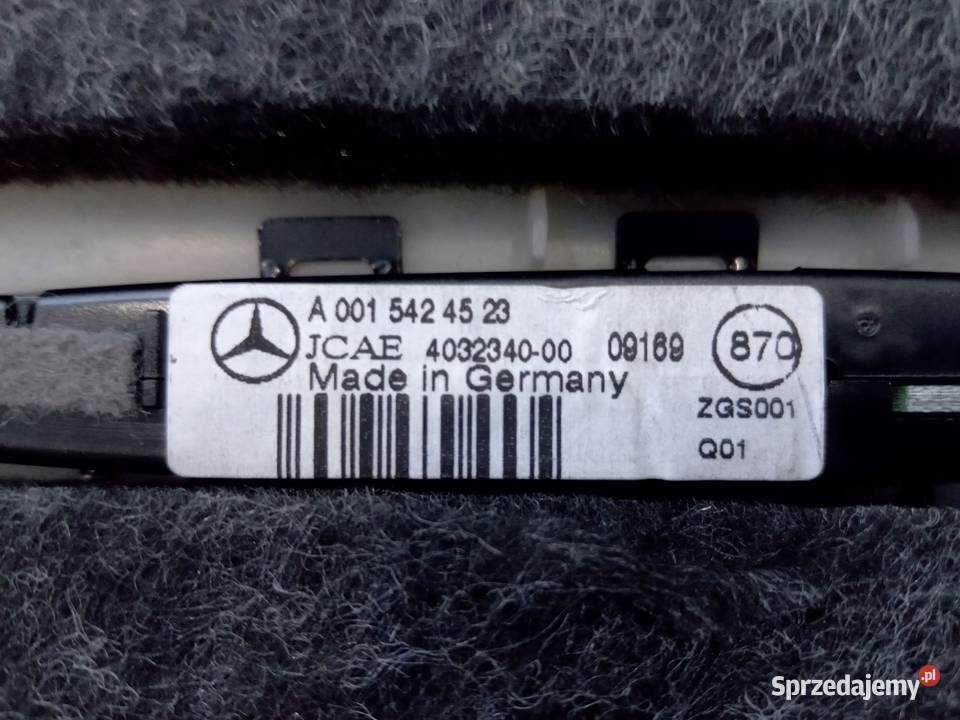 A 001 542 45 23
JCAE 4032340-00 09169 870
Made in Germany
ZGS001
Q01
Sprzedajemy.pl